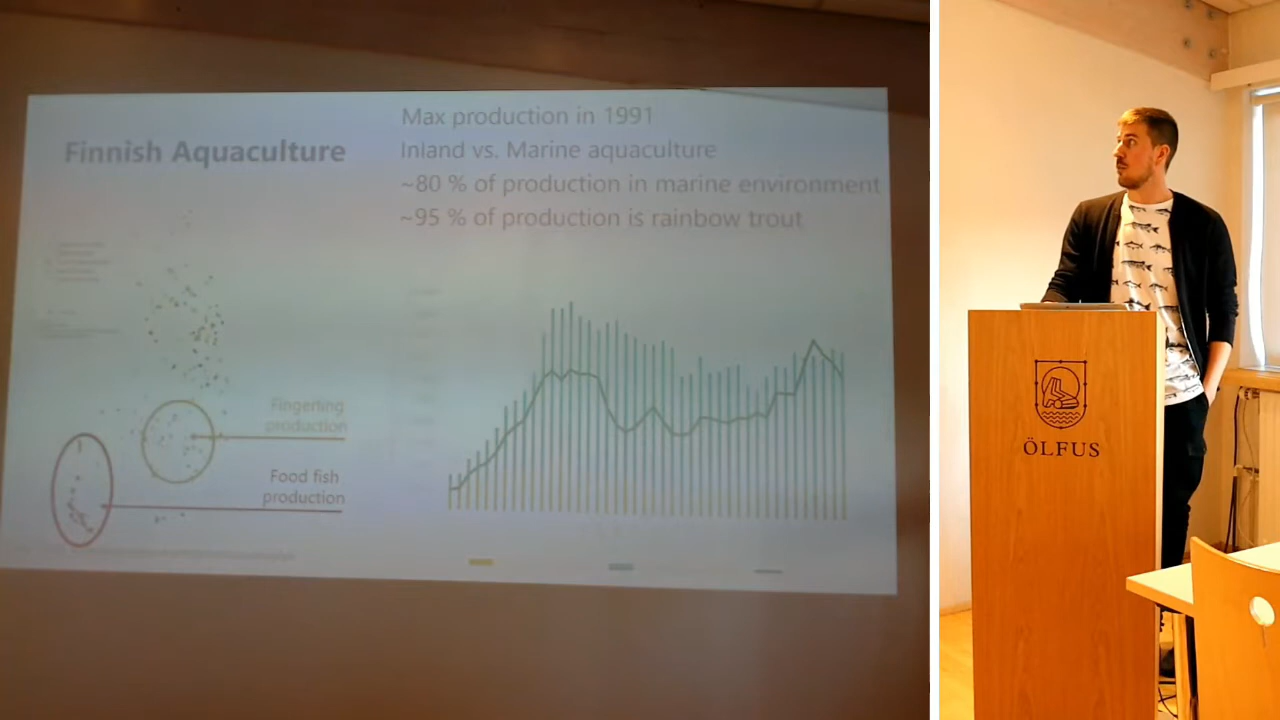 Finnish Aquaculture
Max production in 1991
Inland vs. Marine aquaculture
~80 % of production in marine environment
~95 % of production is rainbow trout
Fingerling
production
Food fish
production
ÖLFUS